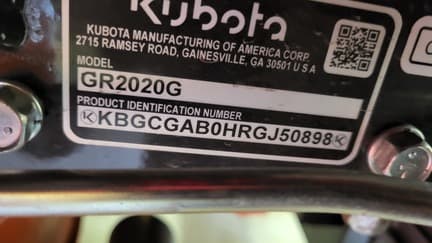 Kubota
KUBOTA MANUFACTURING OF AMERICA CORP
2715 RAMSEY ROAD, GAINESVILLE, GA 30501 U S A
MODEL
GR2020G
PRODUCT IDENTIFICATION NUMBER
KBGCGAB0HRGJ50898